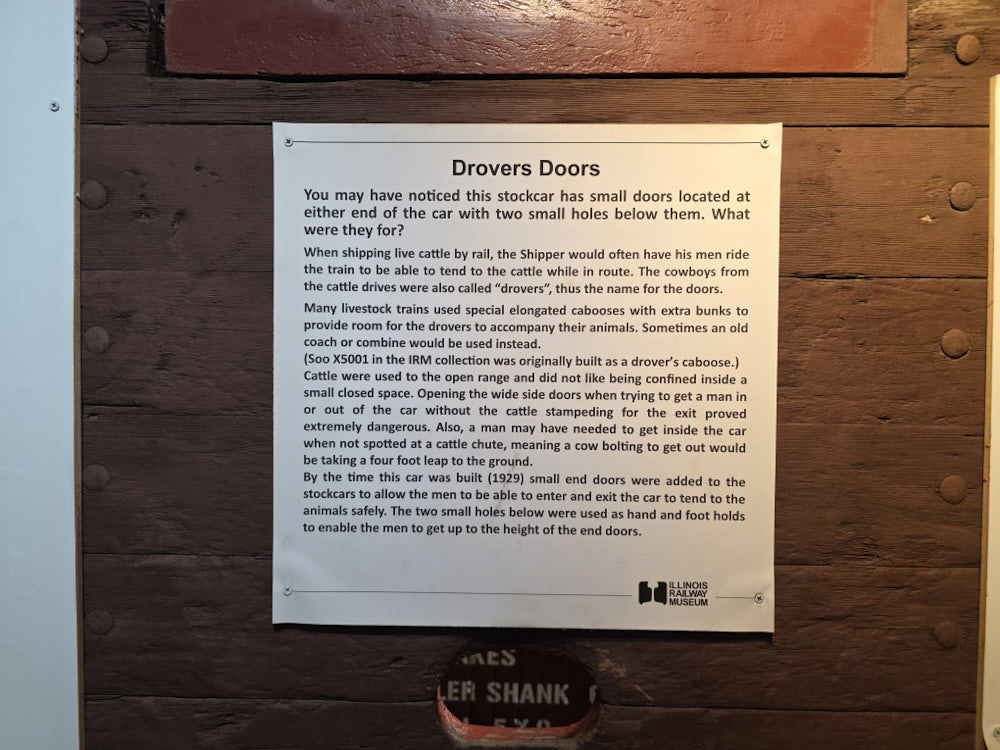 Drovers Doors
You may have noticed this stockcar has small doors located at
either end of the car with two small holes below them. What
were they for?
When shipping live cattle by rail, the Shipper would often have his men ride
the train to be able to tend to the cattle while in route. The cowboys from
the cattle drives were also called “drovers”, thus the name for the doors.
Many livestock trains used special elongated cabooses with extra bunks to
provide room for the drovers to accompany their animals. Sometimes an old
coach or combine would be used instead.
(Soo X5001 in the IRM collection was originally built as a drover’s caboose.)
Cattle were used to the open range and did not like being confined inside a
small closed space. Opening the wide side doors when trying to get a man in
or out of the car without the cattle stampeding for the exit proved
extremely dangerous. Also, a man may have needed to get inside the car
when not spotted at a cattle chute, meaning a cow bolting to get out would
be taking a four foot leap to the ground.
By the time this car was built (1929) small end doors were added to the
stockcars to allow the men to be able to enter and exit the car to tend to the
animals safely. The two small holes below were used as hand and foot holds
to enable the men to get up to the height of the end doors.
ILLINOIS
RAILWAY
MUSEUM
SHANK